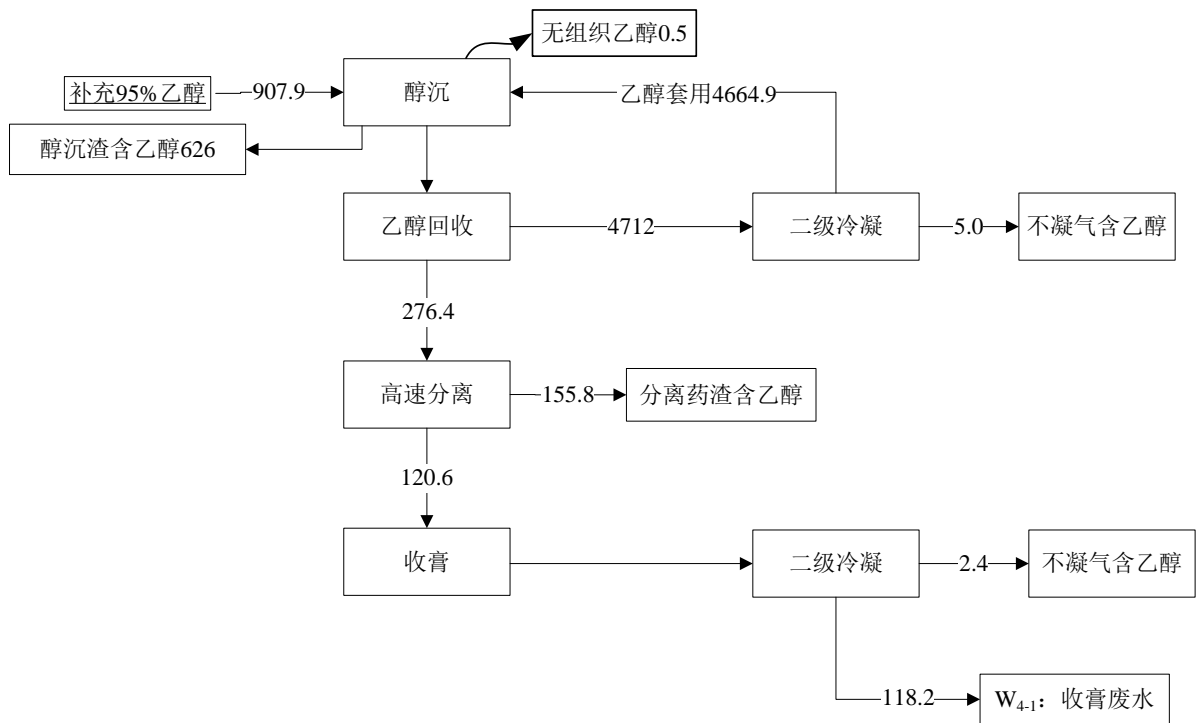 无组织乙醇0.5
补充95%乙醇
907.9
醇沉
乙醇套用4664.9
醇沉渣含乙醇626
乙醇回收
4712
二级冷凝
5.0
不凝气含乙醇
276.4
高速分离
155.8
分离药渣含乙醇
120.6
收膏
二级冷凝
2.4
不凝气含乙醇
118.2
W4-1：收膏废水